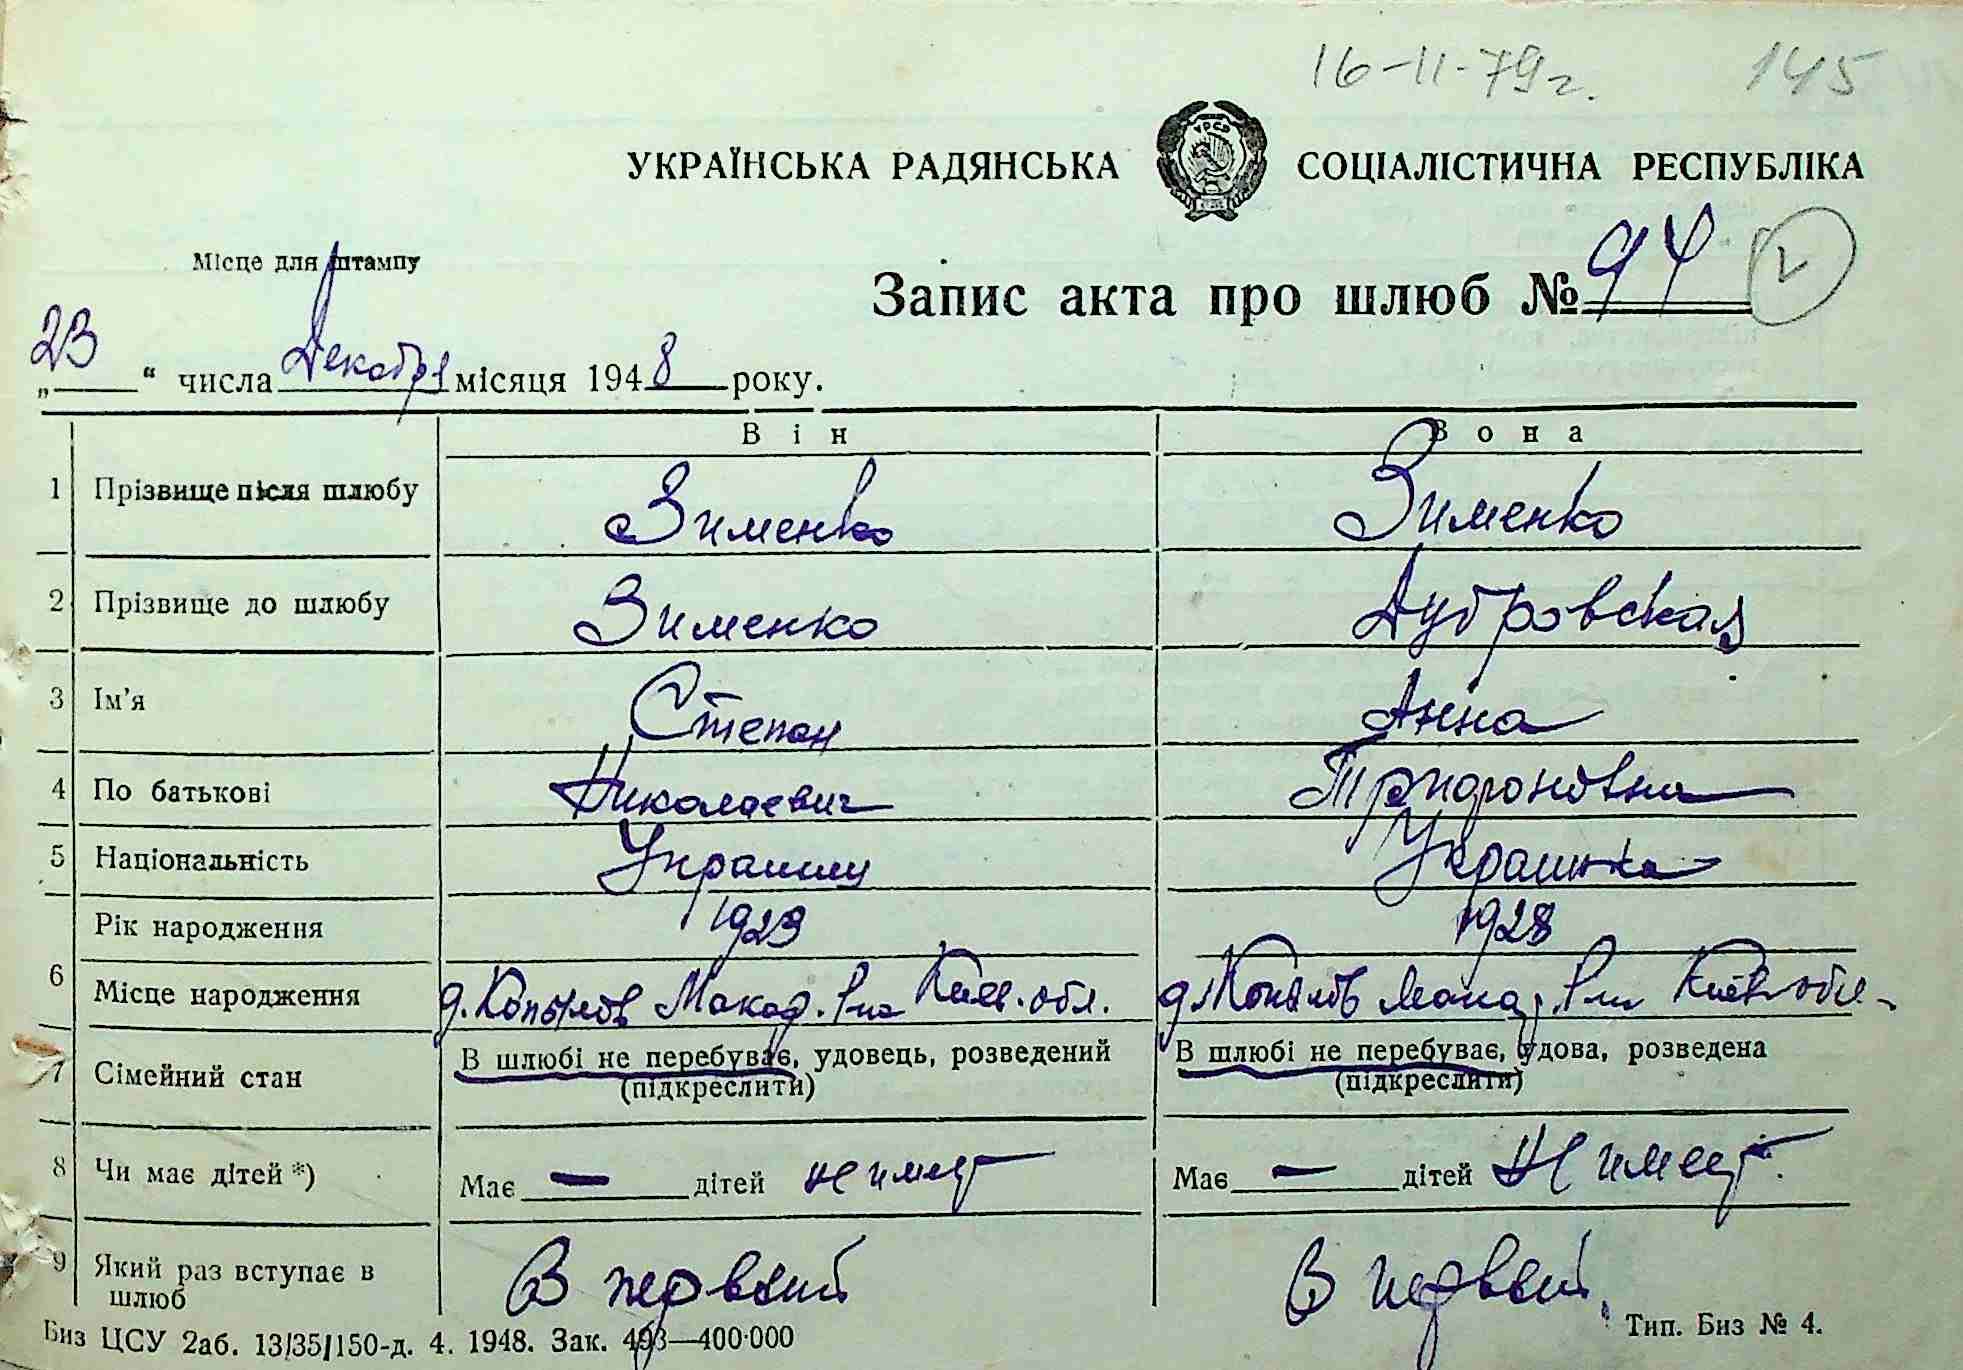 16-11-79г. 145
УРСР
УКРАЇНСЬКА РАДЯНСЬКА СОЦІАЛІСТИЧНА РЕСПУБЛІКА
Місце для штампу
Запис акта про шлюб № 94 2
„23“ числа Декабря місяця 1948 року.
Він Вона
1 Прізвище після шлюбу Зименко Зименко
2 Прізвище до шлюбу Зименко Дубровская
3 Ім'я Степан Анна
4 По батькові Николаевич Трифоновна
5 Національність Украинец Украинка
Рік народження 1923 1928
6 Місце народження д. Копылов Макар. р-на Киев. обл. д. Копылов Макар. р-на Киев обл.
7 Сімейний стан В шлюбі не перебуває, удовець, розведений В шлюбі не перебуває, удова, розведена
(підкреслити) (підкреслити)
8 Чи має дітей *) Має — дітей не имеет Має — дітей не имеет.
9 Який раз вступає в шлюб В первый В первый
Биз ЦСУ 2аб. 13/35/150-д. 4. 1948. Зак. 493—400·000 Тип. Биз № 4.